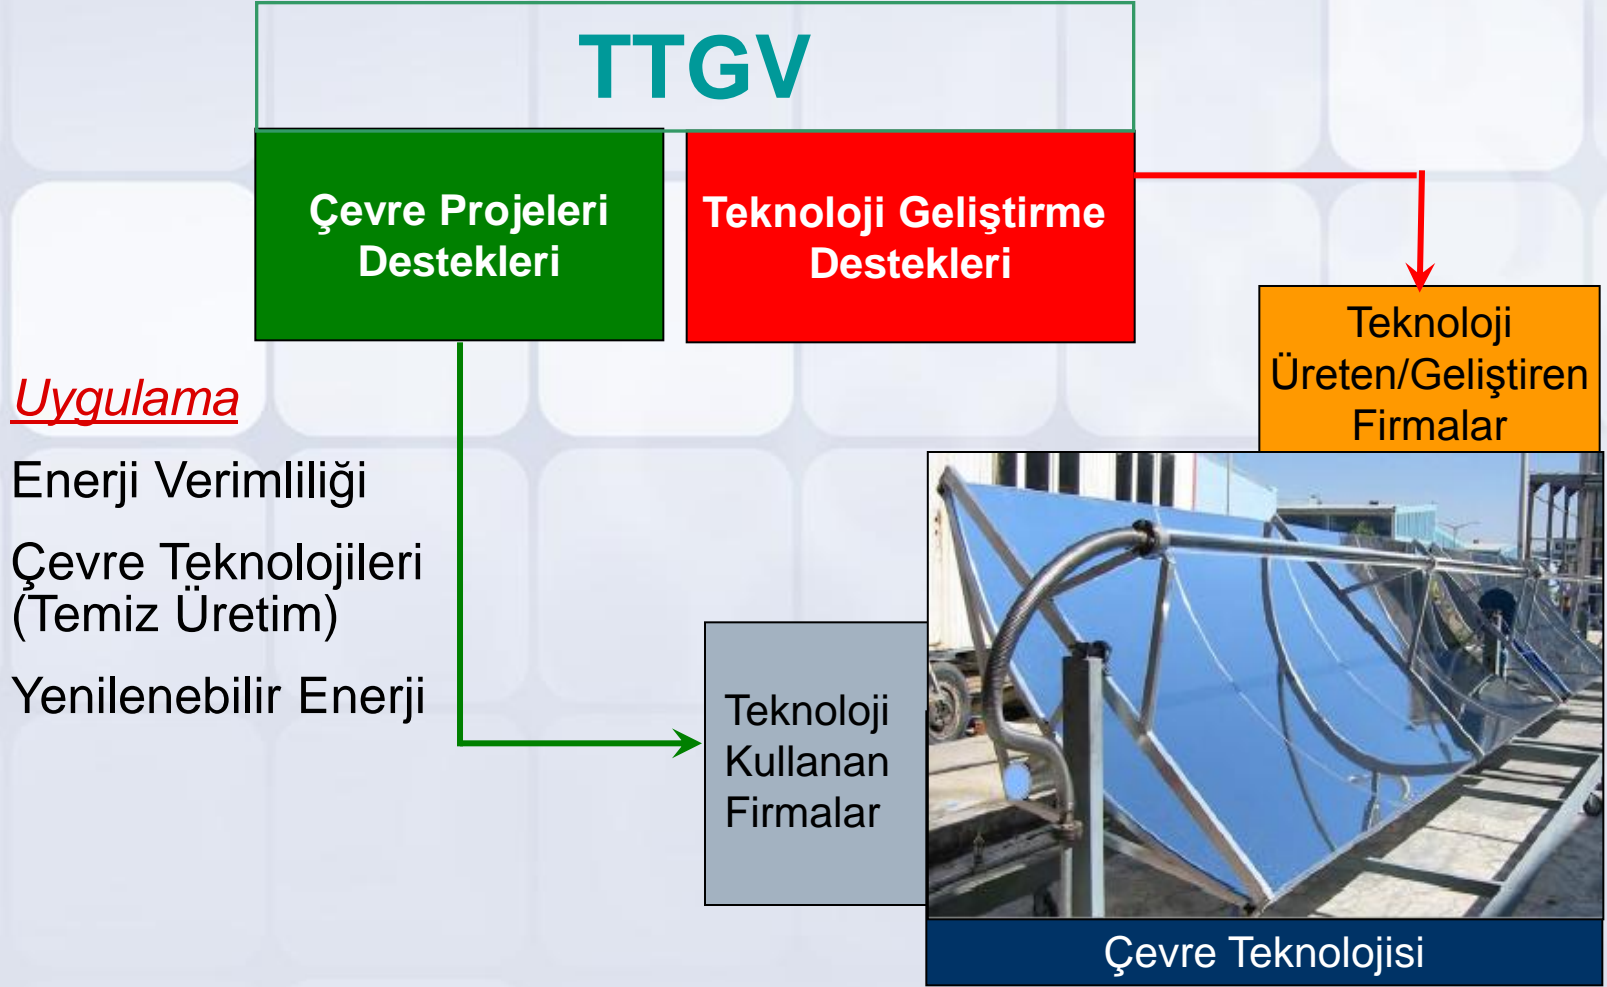 TTGV
Çevre Projeleri
Destekleri
Teknoloji Geliştirme
Destekleri
Teknoloji
Üreten/Geliştiren
Firmalar
Uygulama
Enerji Verimliliği
Çevre Teknolojileri
(Temiz Üretim)
Yenilenebilir Enerji
Teknoloji
Kullanan
Firmalar
Çevre Teknolojisi